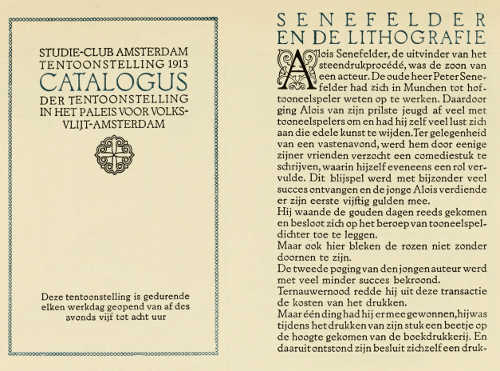 STUDIE-CLUB AMSTERDAM
TENTOONSTELLING 1913
CATALOGUS
DER TENTOONSTELLING
IN HET PALEIS VOOR VOLKS-
VLIJT-AMSTERDAM
Deze tentoonstelling is gedurende
elken werkdag geopend van af des
avonds vijf tot acht uur
SENEFELDER
EN DE LITHOGRAFIE
Alois Senefelder, de uitvinder van het
steendrukprocédé, was de zoon van
een acteur. De oude heer Peter Sene-
felder had zich in Munchen tot hof-
tooneelspeler weten op te werken. Daardoor
ging Alois van zijn prilste jeugd af veel met
tooneelspelers om en had hij zelf veel lust zich
aan die edele kunst te wijden. Ter gelegenheid
van een vastenavond, werd hem door eenige
zijner vrienden verzocht een comediestuk te
schrijven, waarin hijzelf eveneens een rol ver-
vulde. Dit blijspel werd met bijzonder veel
succes ontvangen en de jonge Alois verdiende
er zijn eerste vijftig gulden mee.
Hij waande de gouden dagen reeds gekomen
en besloot zich op het beroep van tooneelspel-
dichter toe te leggen.
Maar ook hier bleken de rozen niet zonder
doornen te zijn.
De tweede poging van den jongen auteur werd
met veel minder succes bekroond.
Ternauwernood redde hij uit deze transactie
de kosten van het drukken.
Maar één ding had hij er mee gewonnen, hij was
tijdens het drukken van zijn stuk een beetje op
de hoogte gekomen van de boekdrukkerij. En
daaruit ontstond zijn besluit zichzelf een druk-